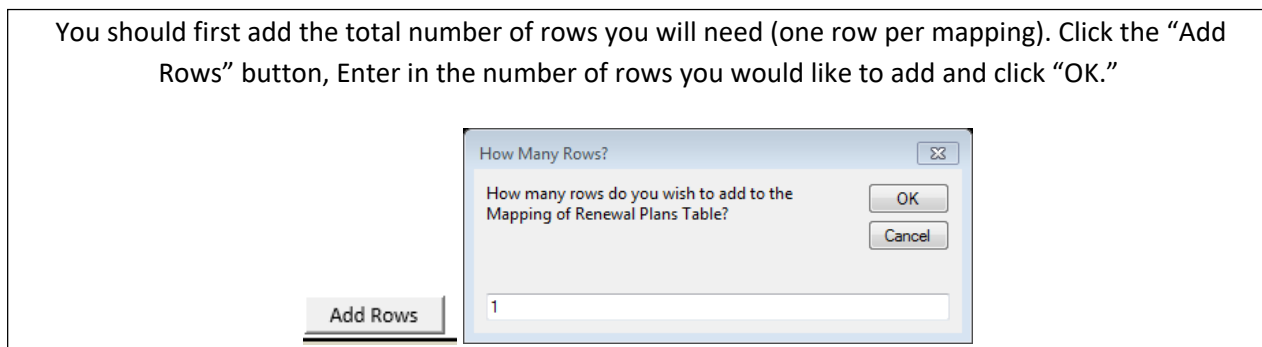 You should first add the total number of rows you will need (one row per mapping). Click the “Add
Rows” button, Enter in the number of rows you would like to add and click “OK.”
How Many Rows?
How many rows do you wish to add to the
Mapping of Renewal Plans Table?
OK
Cancel
1
Add Rows